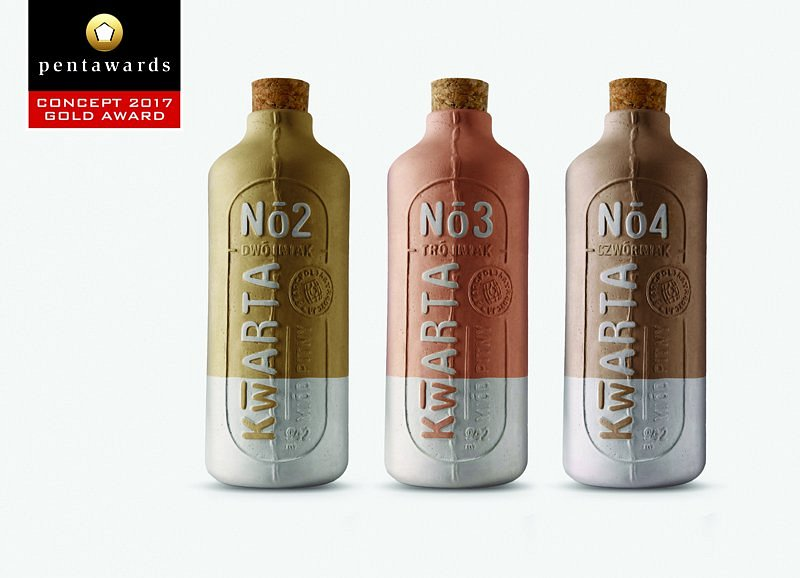 pentawards
CONCEPT 2017
GOLD AWARD
Nō2
DWÓJNIAK
KWARTA
MIÓD PITNY
Nō3
TRÓJNIAK
KWARTA
MIÓD PITNY
Nō4
CZWÓRNIAK
KWARTA
MIÓD PITNY